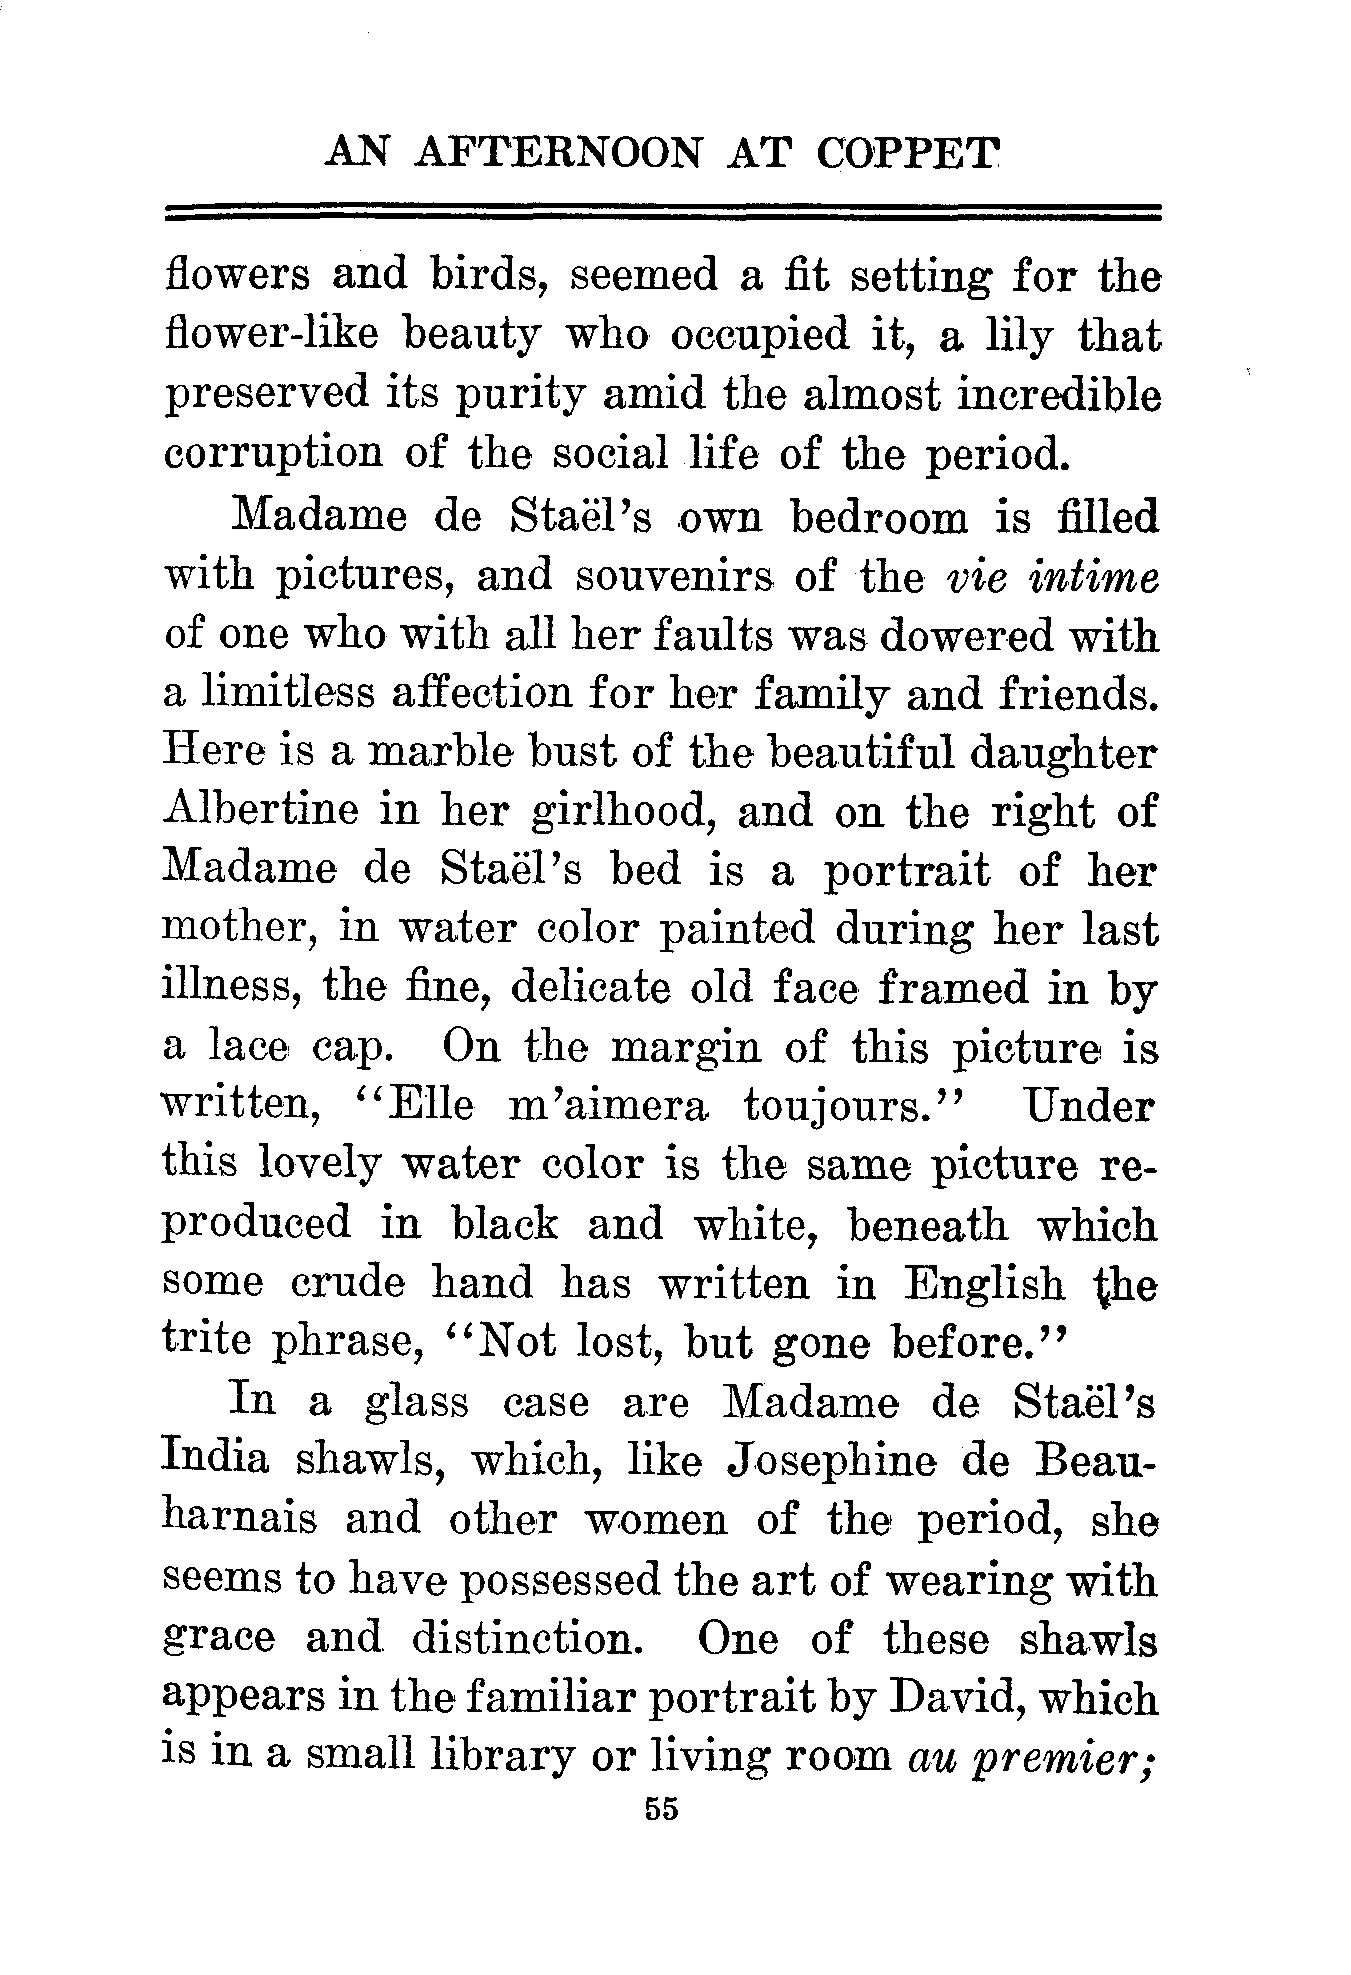 AN AFTERNOON AT COPPET
flowers and birds, seemed a fit setting for the
flower-like beauty who occupied it, a lily that
preserved its purity amid the almost incredible
corruption of the social life of the period.
Madame de Staël's own bedroom is filled
with pictures, and souvenirs of the vie intime
of one who with all her faults was dowered with
a limitless affection for her family and friends.
Here is a marble bust of the beautiful daughter
Albertine in her girlhood, and on the right of
Madame de Staël's bed is a portrait of her
mother, in water color painted during her last
illness, the fine, delicate old face framed in by
a lace cap. On the margin of this picture is
written, "Elle m'aimera toujours." Under
this lovely water color is the same picture re-
produced in black and white, beneath which
some crude hand has written in English the
trite phrase, "Not lost, but gone before."
In a glass case are Madame de Staël's
India shawls, which, like Josephine de Beau-
harnais and other women of the period, she
seems to have possessed the art of wearing with
grace and distinction. One of these shawls
appears in the familiar portrait by David, which
is in a small library or living room au premier;
55